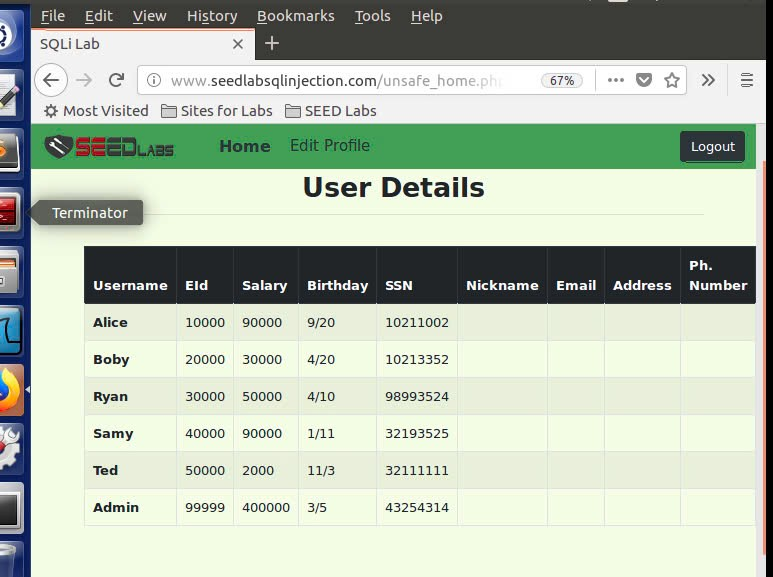 File Edit View History Bookmarks Tools Help
SQLi Lab
www.seedlabsqlinjection.com/unsafe_home.php 67%
Most Visited Sites for Labs SEED Labs
SEEDLABS Home Edit Profile Logout
User Details
Terminator
Username EId Salary Birthday SSN Nickname Email Address Ph. Number
Alice 10000 90000 9/20 10211002
Boby 20000 30000 4/20 10213352
Ryan 30000 50000 4/10 98993524
Samy 40000 90000 1/11 32193525
Ted 50000 2000 11/3 32111111
Admin 99999 400000 3/5 43254314